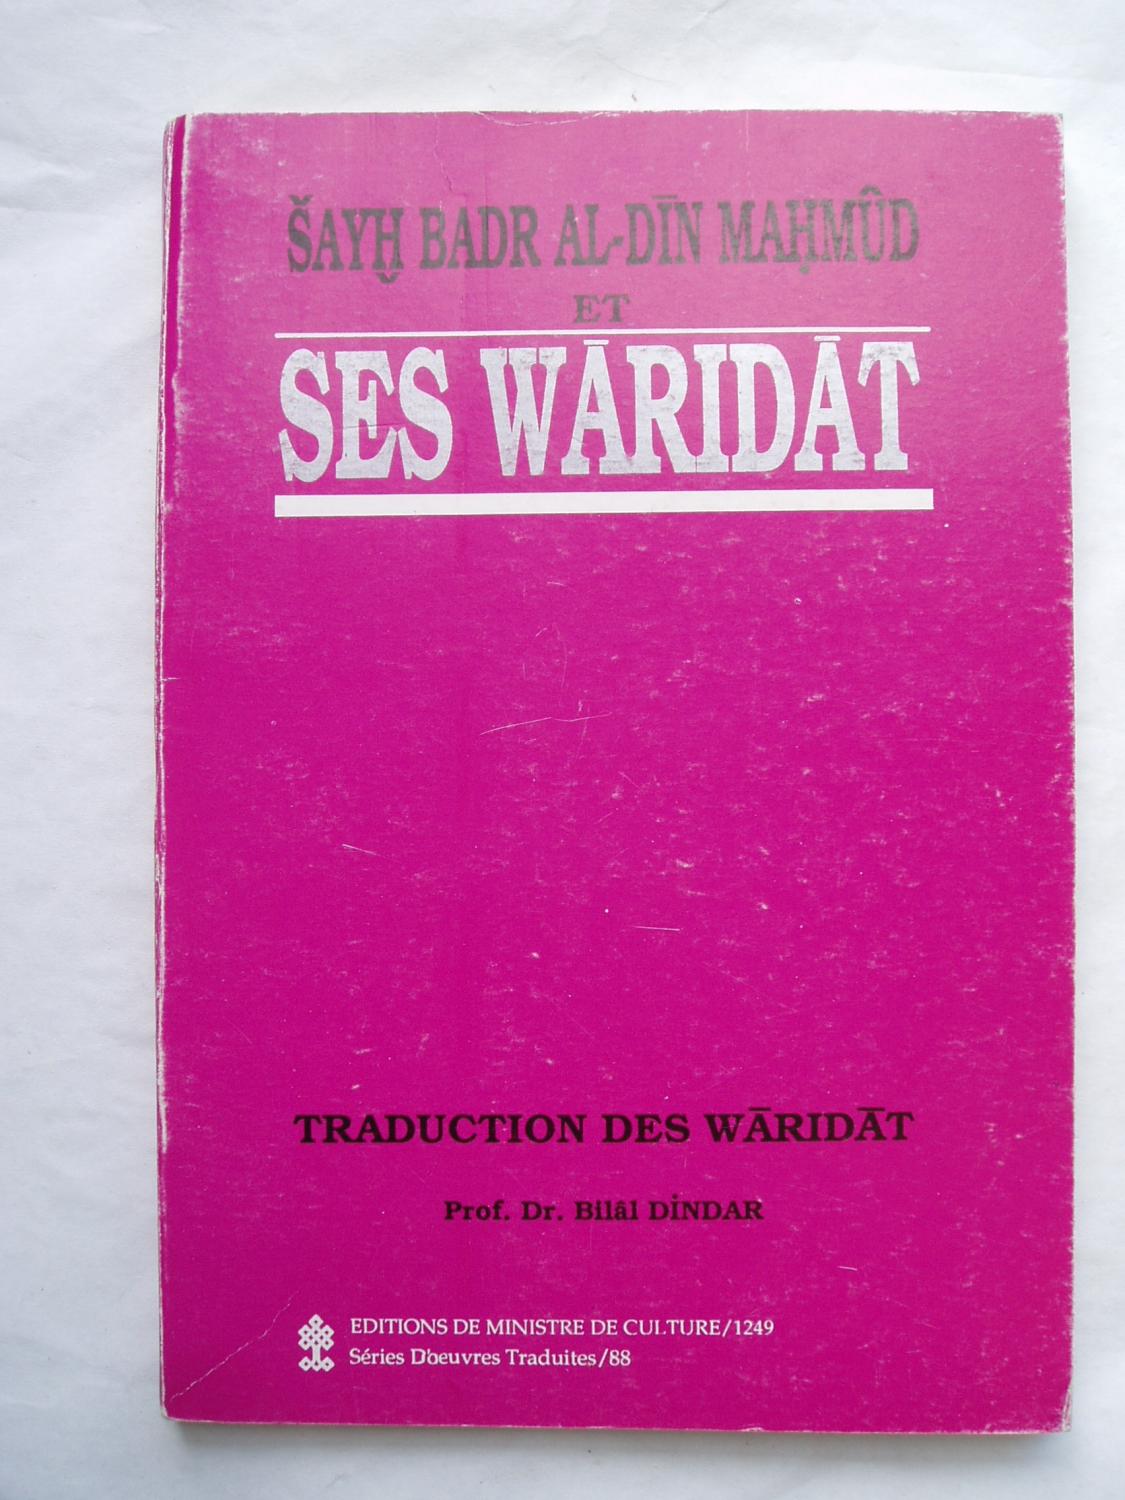 ŠAYḪ BADR AL-DĪN MAḤMÛD
ET
SES WĀRIDĀT
TRADUCTION DES WĀRIDĀT
Prof. Dr. Bilâl DİNDAR
EDITIONS DE MINISTRE DE CULTURE/1249
Séries D'oeuvres Traduites/88